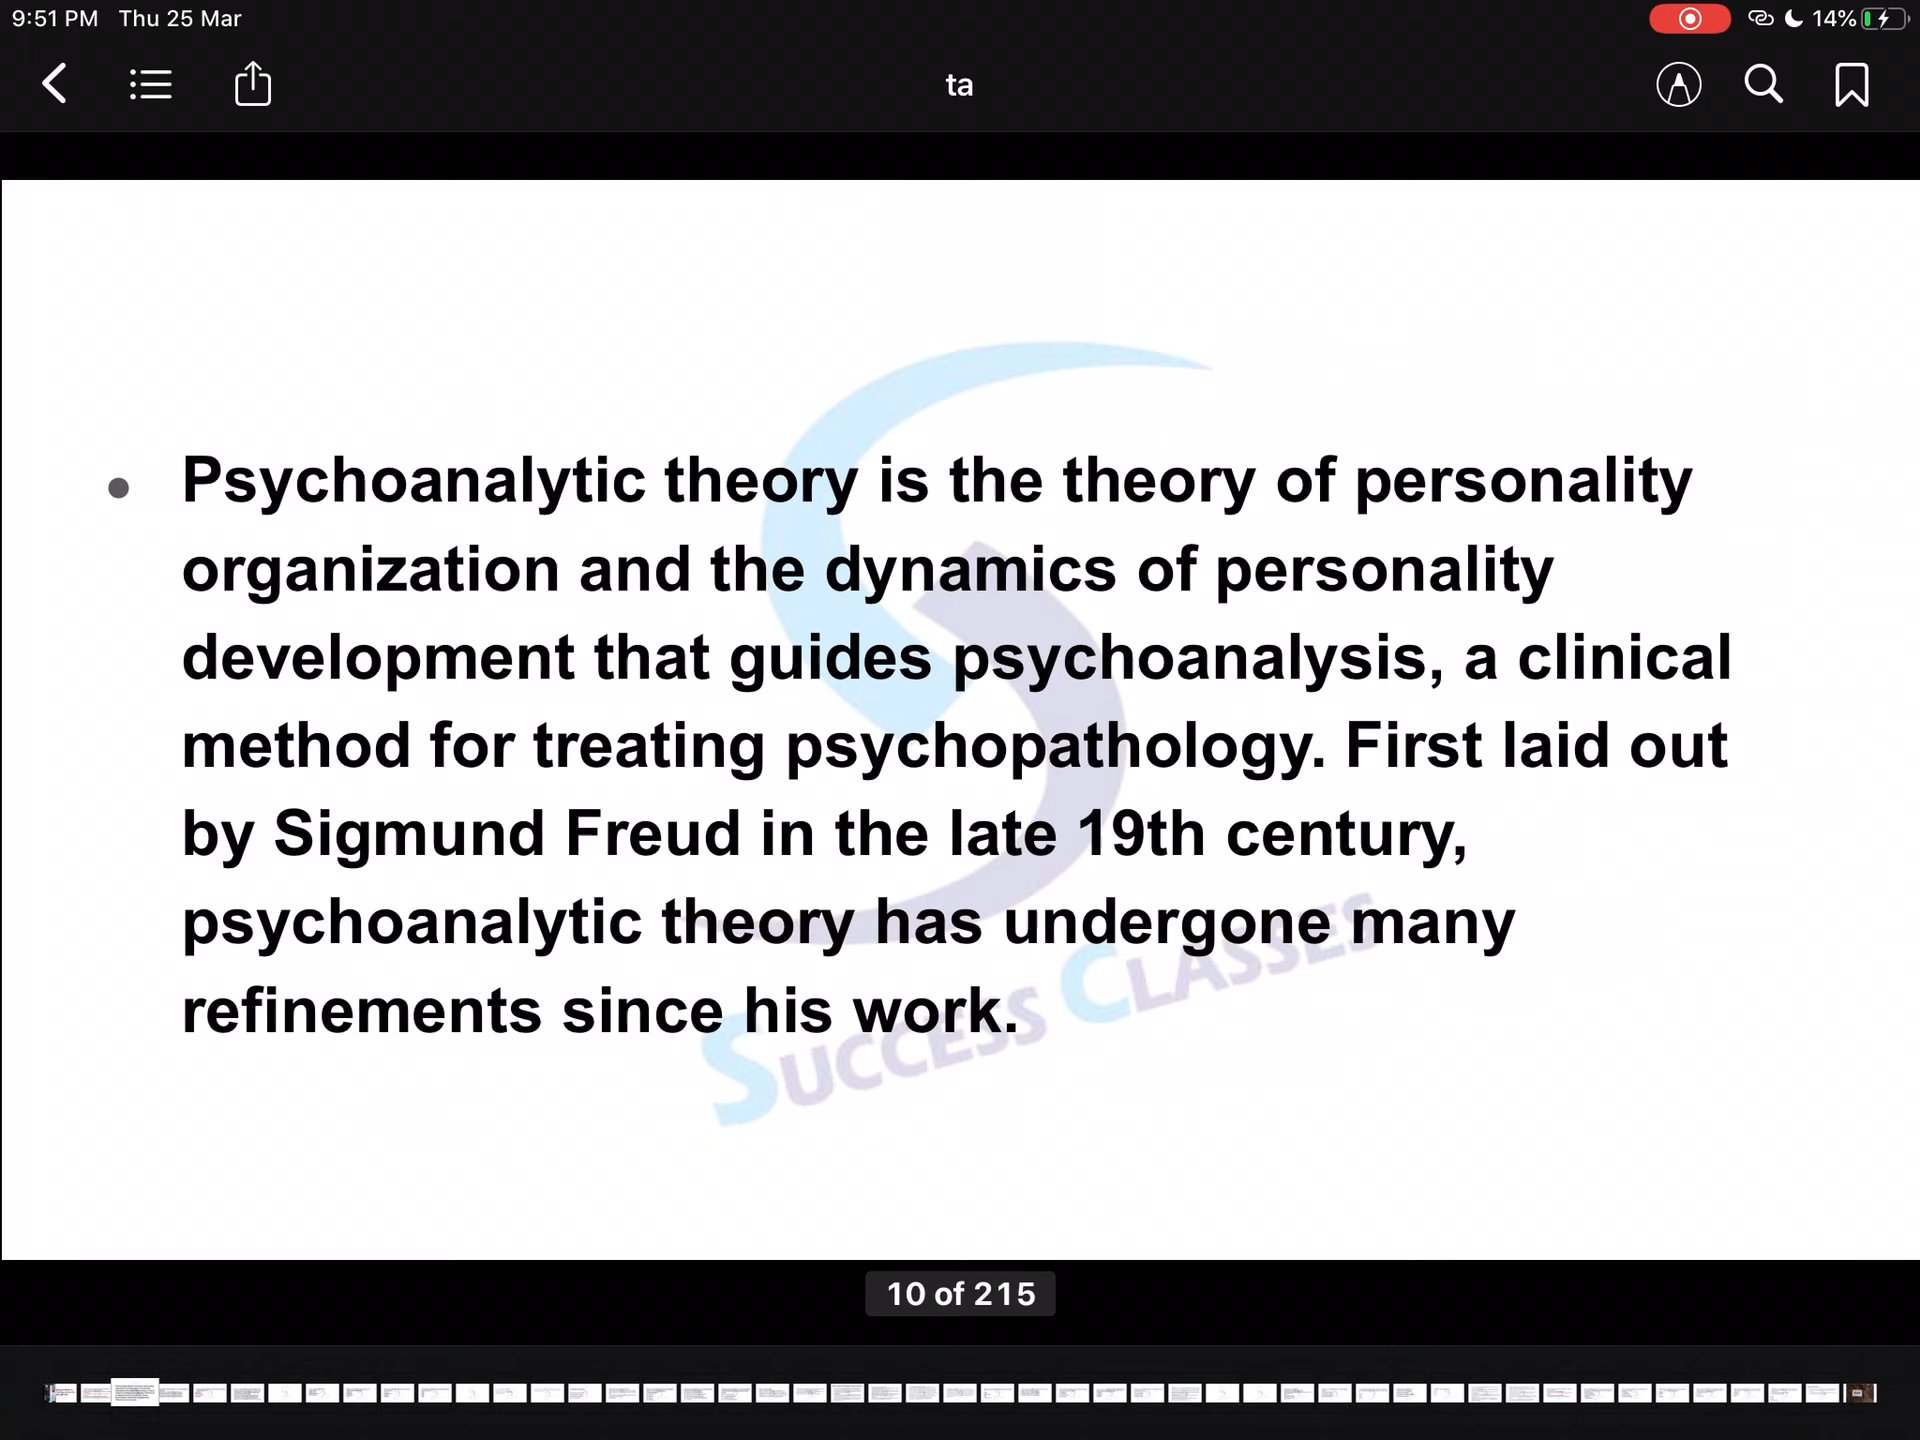 9:51 PM Thu 25 Mar
14%
ta
• Psychoanalytic theory is the theory of personality
organization and the dynamics of personality
development that guides psychoanalysis, a clinical
method for treating psychopathology. First laid out
by Sigmund Freud in the late 19th century,
psychoanalytic theory has undergone many
refinements since his work.
SUCCESS CLASSES
10 of 215